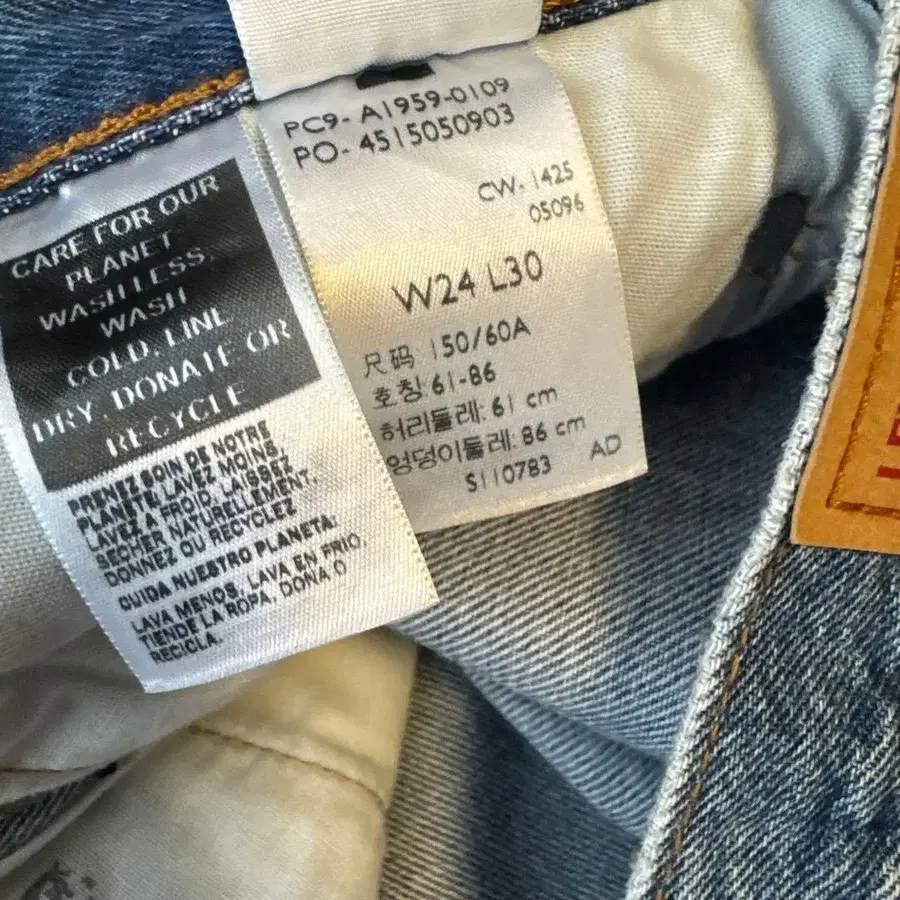 CARE FOR OUR
PLANET
WASH LESS,
WASH
COLD, LINE
DRY, DONATE OR
RECYCLE
PRENEZ SOIN DE NOTRE
PLANÈTE, LAVEZ MOINS,
LAVEZ À FROID, LAISSEZ
SÉCHER NATURELLEMENT,
DONNEZ OU RECYCLEZ
CUIDA NUESTRO PLANETA:
LAVA MENOS, LAVA EN FRIO,
TIENDE LA ROPA, DONA O
RECICLA.
PC9- A1959-0109
PO- 4515050903
CW- 1425
05096
W24 L30
尺码: 150/60A
호칭:61-86
허리둘레: 61 cm
엉덩이둘레: 86 cm
S110783 AD